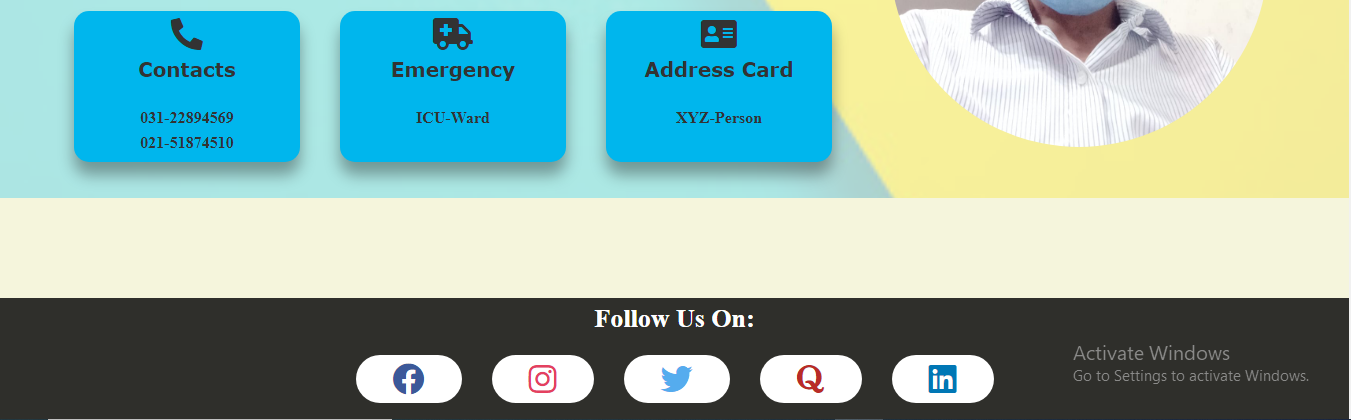 Contacts
031-22894569
021-51874510
Emergency
ICU-Ward
Address Card
XYZ-Person
Follow Us On:
Activate Windows
Go to Settings to activate Windows.